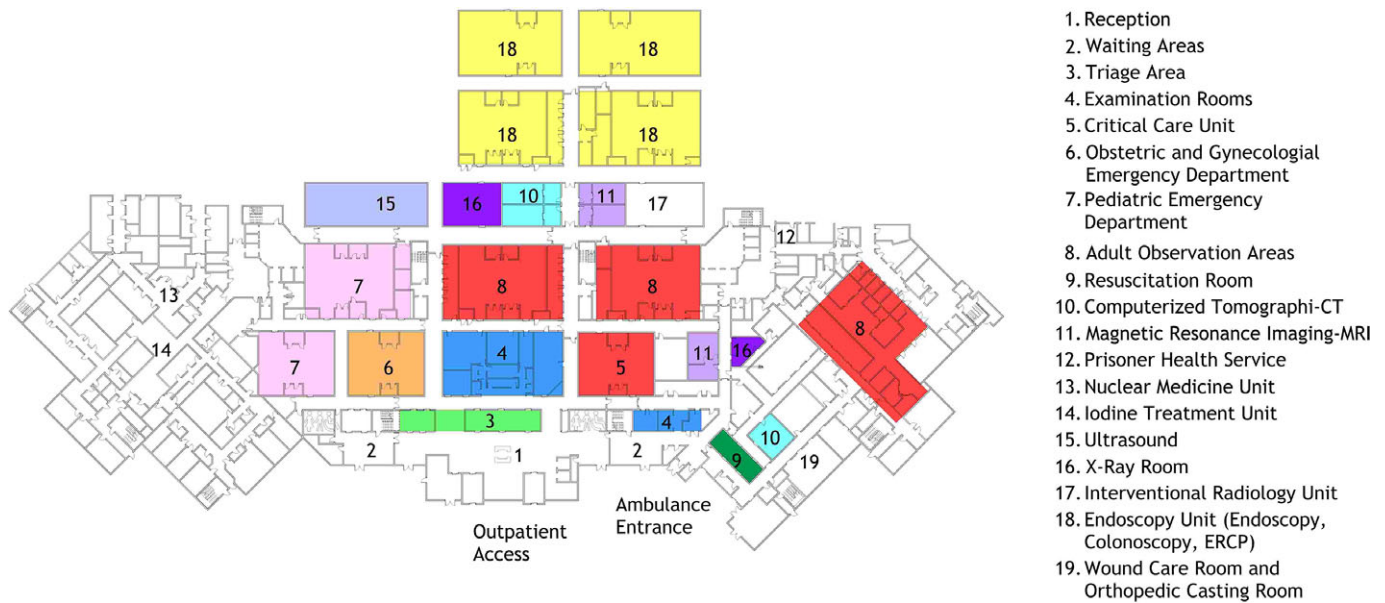 18 18
18 18
15 16 10 11 17
12
13
7 8 8
8
14
7 6 4 5 11 16
3 4
10
2 1 2 9 19
Outpatient
Access
Ambulance
Entrance
1. Reception
2. Waiting Areas
3. Triage Area
4. Examination Rooms
5. Critical Care Unit
6. Obstetric and Gynecologial
Emergency Department
7. Pediatric Emergency
Department
8. Adult Observation Areas
9. Resuscitation Room
10. Computerized Tomographi-CT
11. Magnetic Resonance Imaging-MRI
12. Prisoner Health Service
13. Nuclear Medicine Unit
14. Iodine Treatment Unit
15. Ultrasound
16. X-Ray Room
17. Interventional Radiology Unit
18. Endoscopy Unit (Endoscopy,
Colonoscopy, ERCP)
19. Wound Care Room and
Orthopedic Casting Room